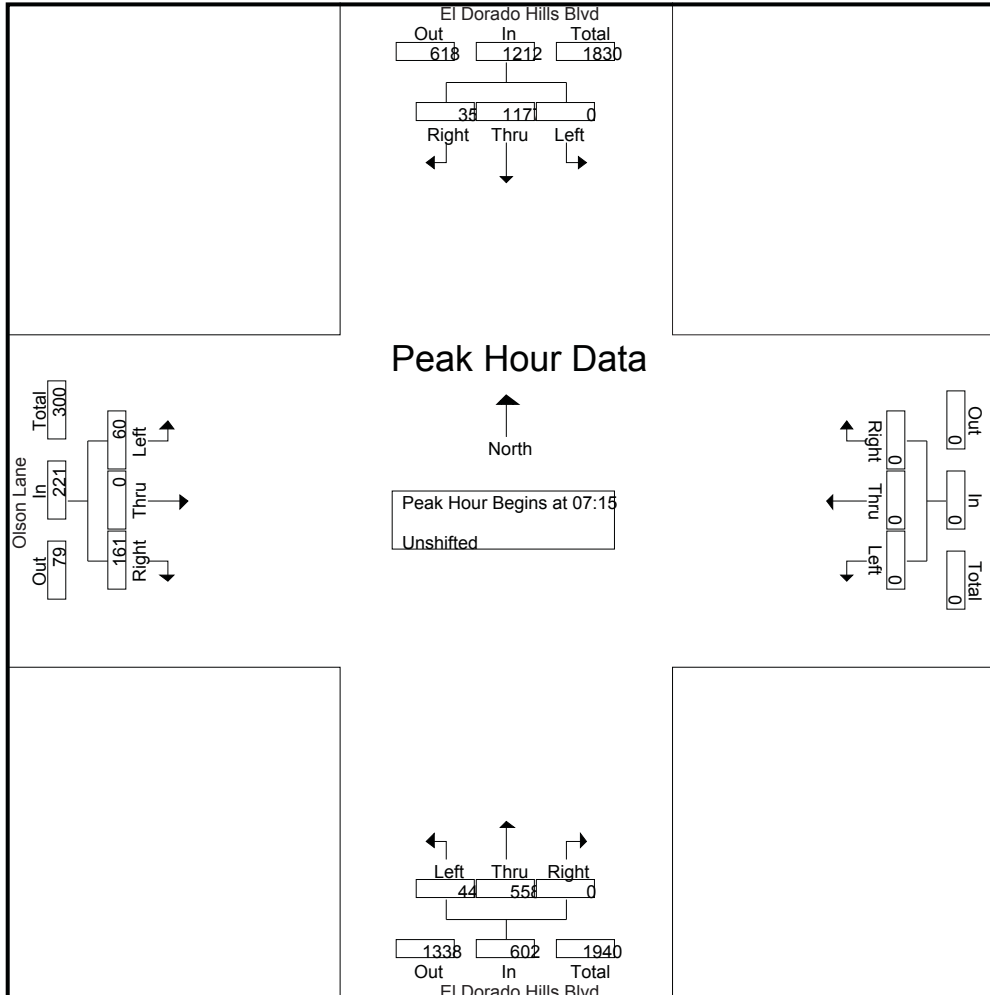 El Dorado Hills Blvd
Out In Total
618 1212 1830
35 1177 0
Right Thru Left
Peak Hour Data
North
Peak Hour Begins at 07:15
Unshifted
Olson Lane
Out In Total
79 221 300
161 0 60
Right Thru Left
Out In Total
0 0 0
0 0 0
Right Thru Left
Left Thru Right
44 558 0
1338 602 1940
Out In Total
El Dorado Hills Blvd